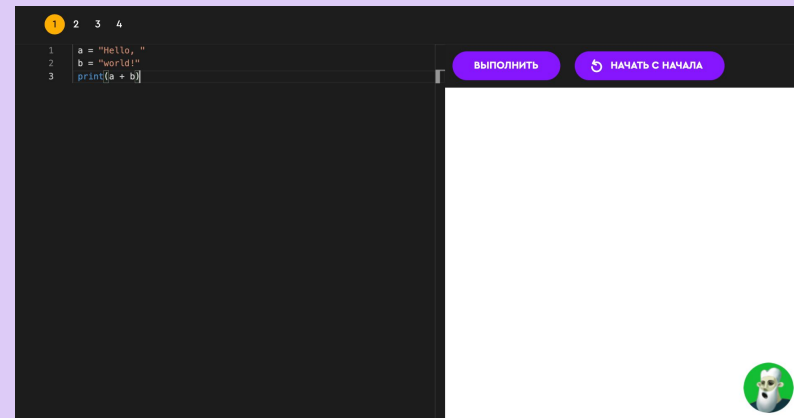 1 2 3 4
1 a = "Hello, "
2 b = "world!"
3 print(a + b)
ВЫПОЛНИТЬ
НАЧАТЬ С НАЧАЛА